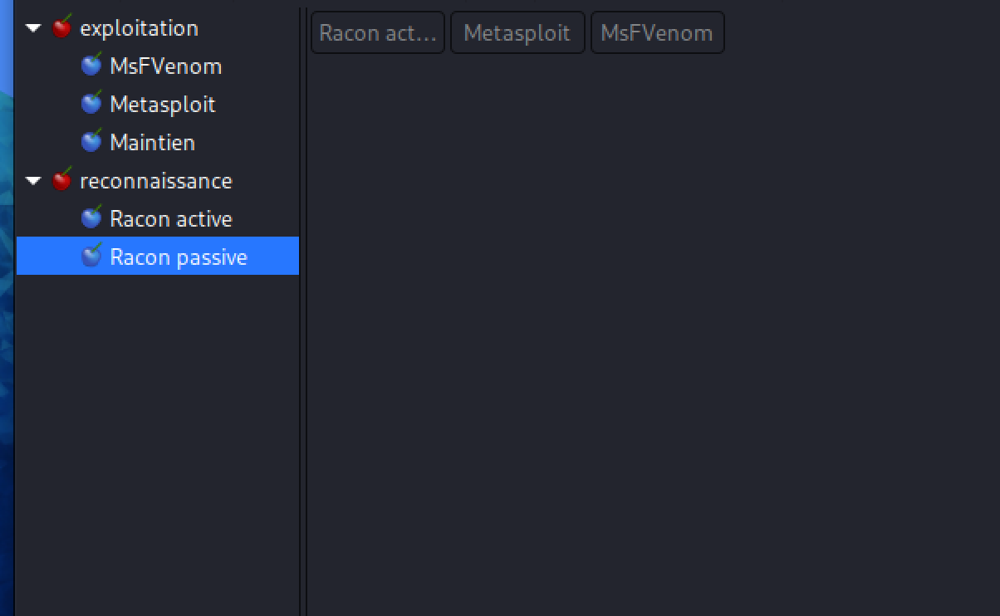 exploitation
MsFVenom
Metasploit
Maintien
reconnaissance
Racon active
Racon passive
Racon act...
Metasploit
MsFVenom